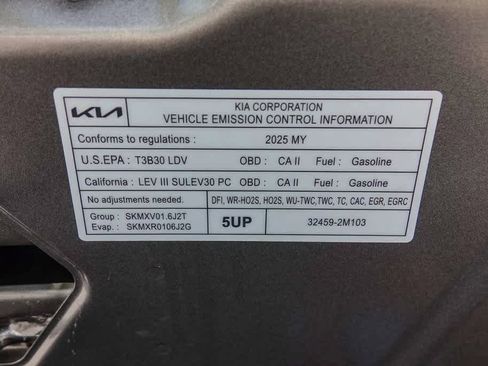 KIA
KIA CORPORATION
VEHICLE EMISSION CONTROL INFORMATION
Conforms to regulations : 2025 MY
U.S.EPA : T3B30 LDV OBD : CA II Fuel : Gasoline
California : LEV III SULEV30 PC OBD : CA II Fuel : Gasoline
No adjustments needed. DFI, WR-HO2S, HO2S, WU-TWC,TWC, TC, CAC, EGR, EGRC
Group : SKMXV01.6J2T
Evap. : SKMXR0106J2G
5UP
32459-2M103